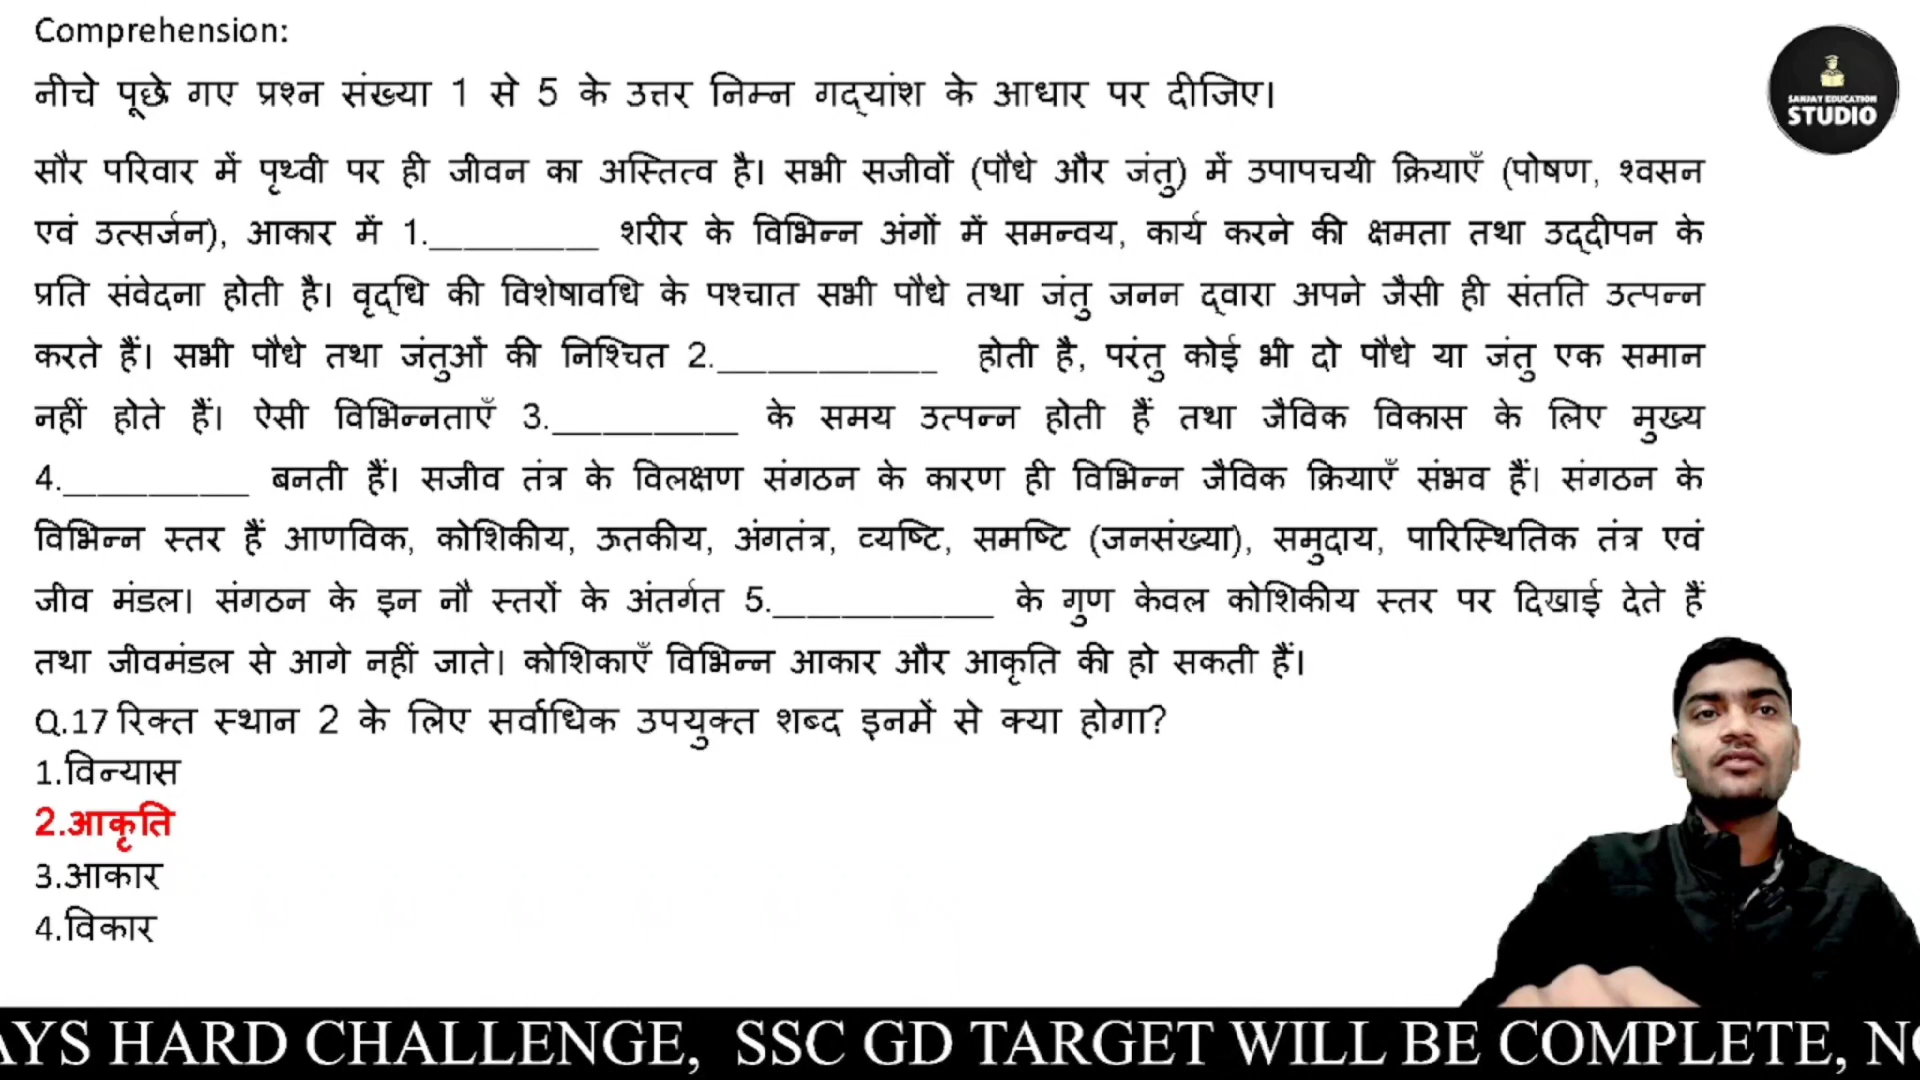 Comprehension:
नीचे पूछे गए प्रश्न संख्या 1 से 5 के उत्तर निम्न गद्यांश के आधार पर दीजिए।
SANJAY EDUCATION
STUDIO
सौर परिवार में पृथ्वी पर ही जीवन का अस्तित्व है। सभी सजीवों (पौधे और जंतु) में उपापचयी क्रियाएँ (पोषण, श्वसन
एवं उत्सर्जन), आकार में 1.__________ शरीर के विभिन्न अंगों में समन्वय, कार्य करने की क्षमता तथा उद्दीपन के
प्रति संवेदना होती है। वृद्धि की विशेषावधि के पश्चात सभी पौधे तथा जंतु जनन द्वारा अपने जैसी ही संतति उत्पन्न
करते हैं। सभी पौधे तथा जंतुओं की निश्चित 2.____________ होती है, परंतु कोई भी दो पौधे या जंतु एक समान
नहीं होते हैं। ऐसी विभिन्नताएँ 3.__________ के समय उत्पन्न होती हैं तथा जैविक विकास के लिए मुख्य
4.__________ बनती हैं। सजीव तंत्र के विलक्षण संगठन के कारण ही विभिन्न जैविक क्रियाएँ संभव हैं। संगठन के
विभिन्न स्तर हैं आणविक, कोशिकीय, ऊतकीय, अंगतंत्र, व्यष्टि, समष्टि (जनसंख्या), समुदाय, पारिस्थितिक तंत्र एवं
जीव मंडल। संगठन के इन नौ स्तरों के अंतर्गत 5.____________ के गुण केवल कोशिकीय स्तर पर दिखाई देते हैं
तथा जीवमंडल से आगे नहीं जाते। कोशिकाएँ विभिन्न आकार और आकृति की हो सकती हैं।
Q.17 रिक्त स्थान 2 के लिए सर्वाधिक उपयुक्त शब्द इनमें से क्या होगा?
1.विन्यास
2.आकृति
3.आकार
4.विकार
AYS HARD CHALLENGE, SSC GD TARGET WILL BE COMPLETE, NO